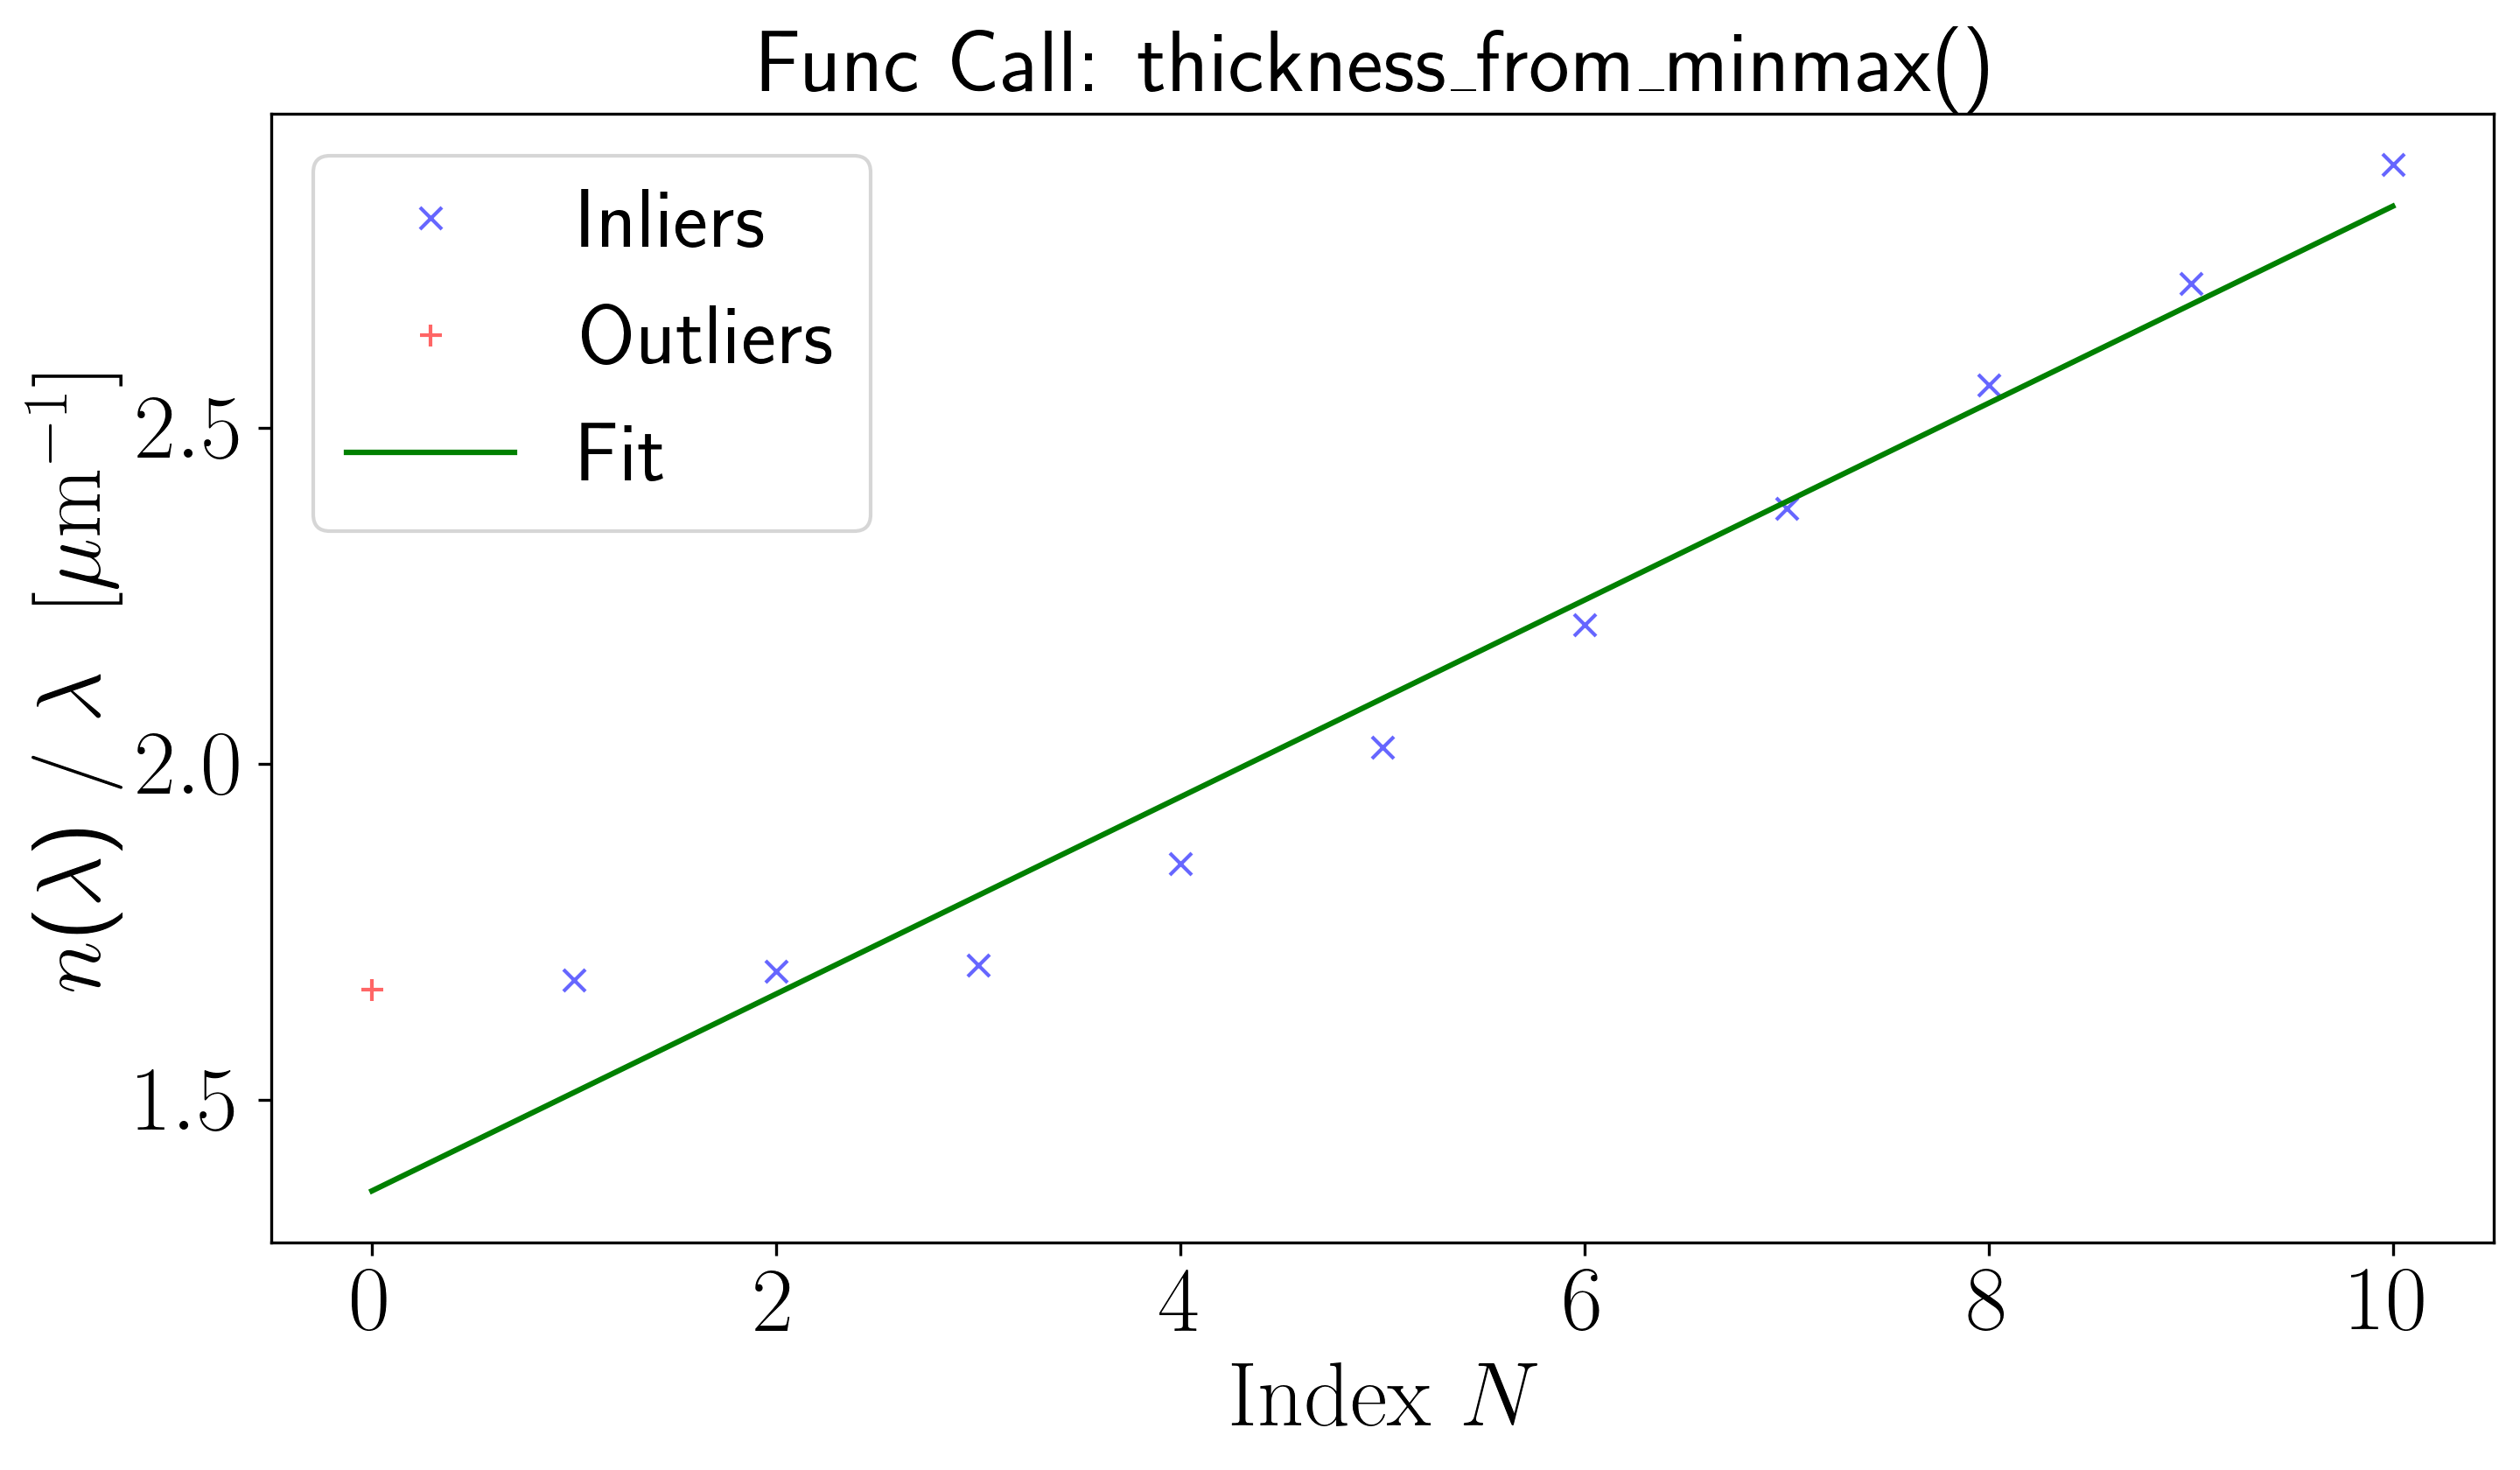 Func Call: thickness_from_minmax()
Inliers
Outliers
Fit
n(λ) / λ [μm⁻¹]
2.5
2.0
1.5
0 2 4 6 8 10
Index N